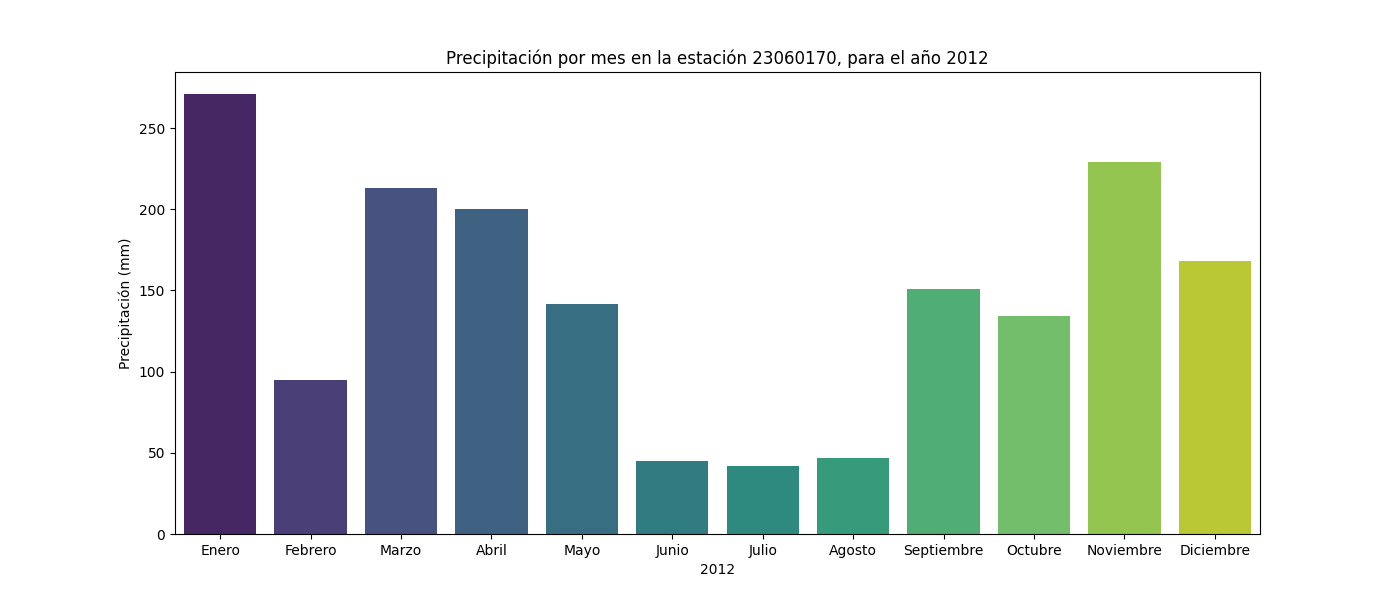 Precipitación por mes en la estación 23060170, para el año 2012
Precipitación (mm)
250
200
150
100
50
0
Enero Febrero Marzo Abril Mayo Junio Julio Agosto Septiembre Octubre Noviembre Diciembre
2012